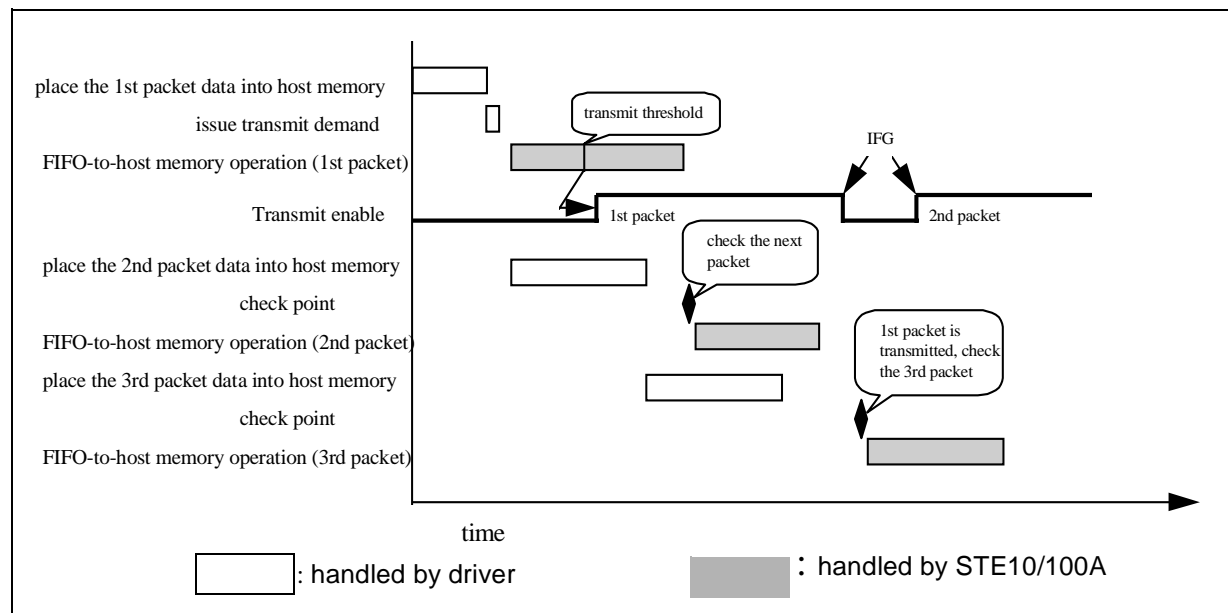 place the 1st packet data into host memory
issue transmit demand
transmit threshold
FIFO-to-host memory operation (1st packet)
IFG
Transmit enable
1st packet
2nd packet
check the next
packet
place the 2nd packet data into host memory
check point
FIFO-to-host memory operation (2nd packet)
1st packet is
transmitted, check
the 3rd packet
place the 3rd packet data into host memory
check point
FIFO-to-host memory operation (3rd packet)
time
: handled by driver
: handled by STE10/100A